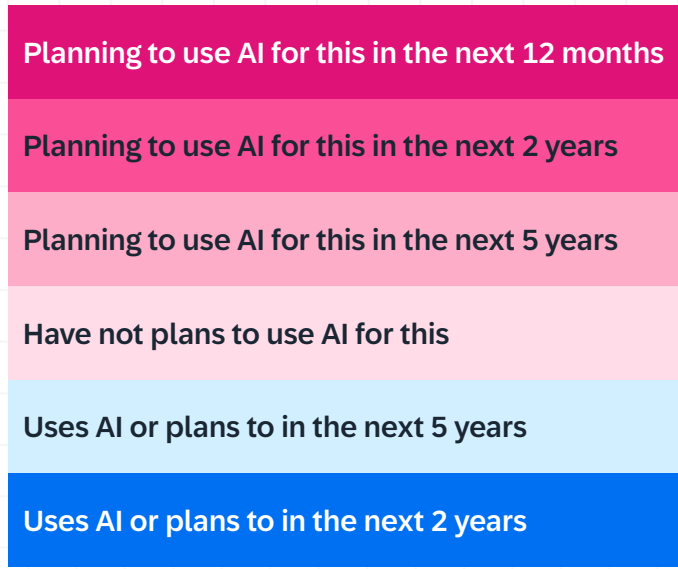 Planning to use AI for this in the next 12 months
Planning to use AI for this in the next 2 years
Planning to use AI for this in the next 5 years
Have not plans to use AI for this
Uses AI or plans to in the next 5 years
Uses AI or plans to in the next 2 years